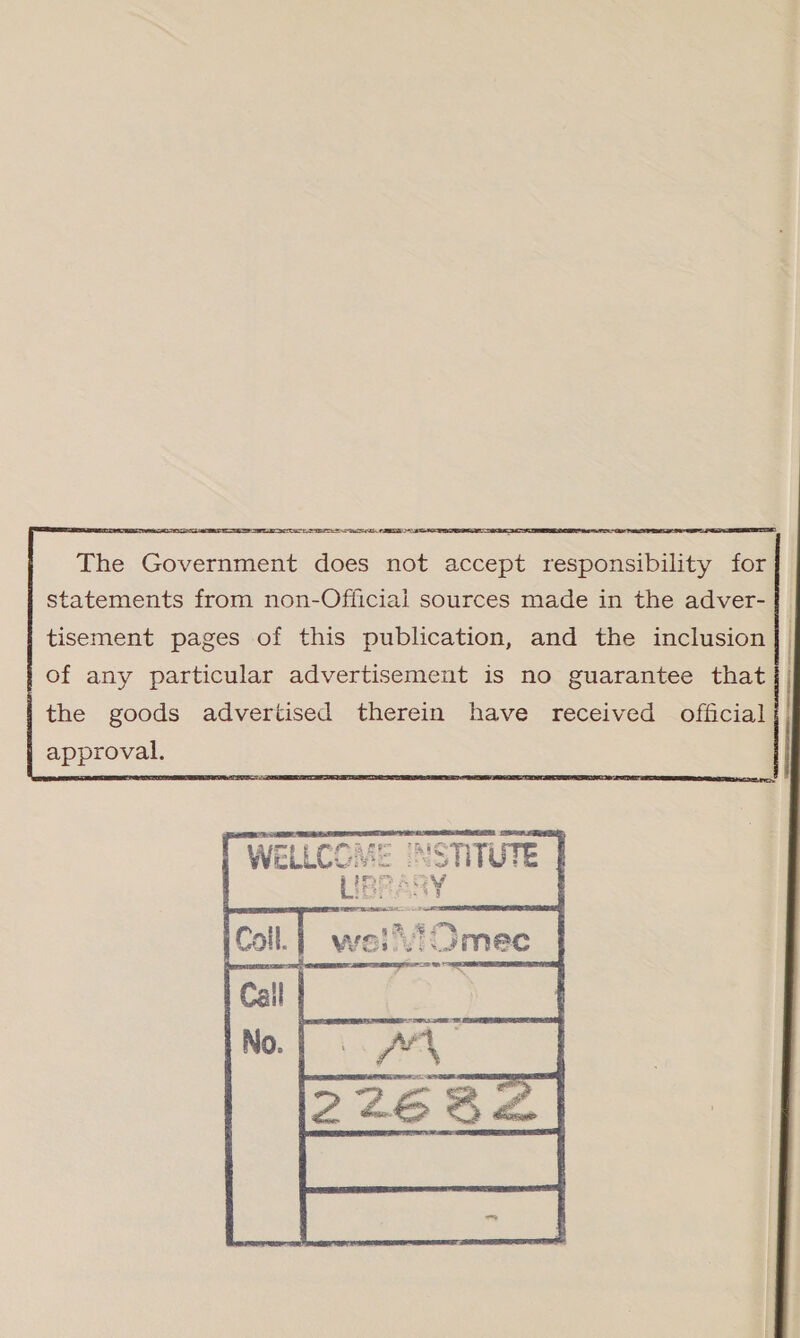 The Government does not accept responsibility for
statements from non-Official sources made in the adver-
tisement pages of this publication, and the inclusion
of any particular advertisement is no guarantee that
the goods advertised therein have received official
approval.
WELLCOME INSTITUTE
LIBRARY
Coll. welMOmec
Call
No. M
22682